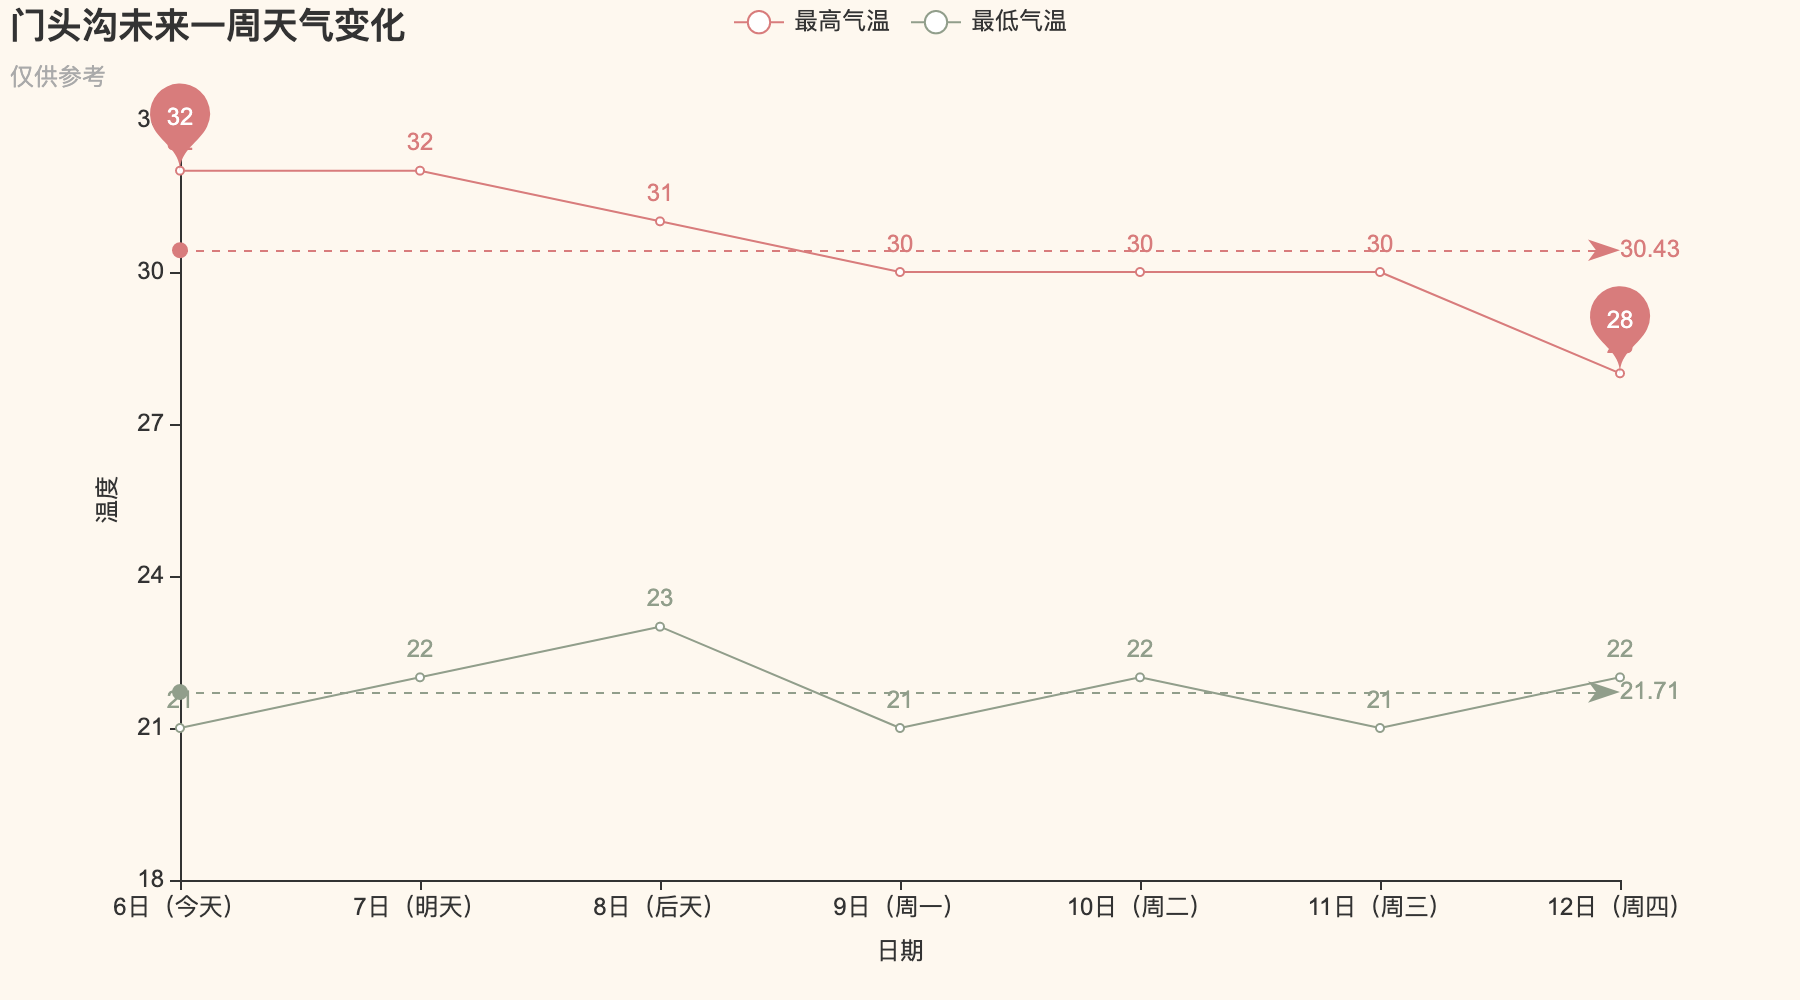 门头沟未来一周天气变化
仅供参考
最高气温
最低气温
32
32
31
30
30
30
28
30.43
23
22
22
22
21
21
21
21.71
30
27
24
21
18
温度
6日（今天）
7日（明天）
8日（后天）
9日（周一）
10日（周二）
11日（周三）
12日（周四）
日期